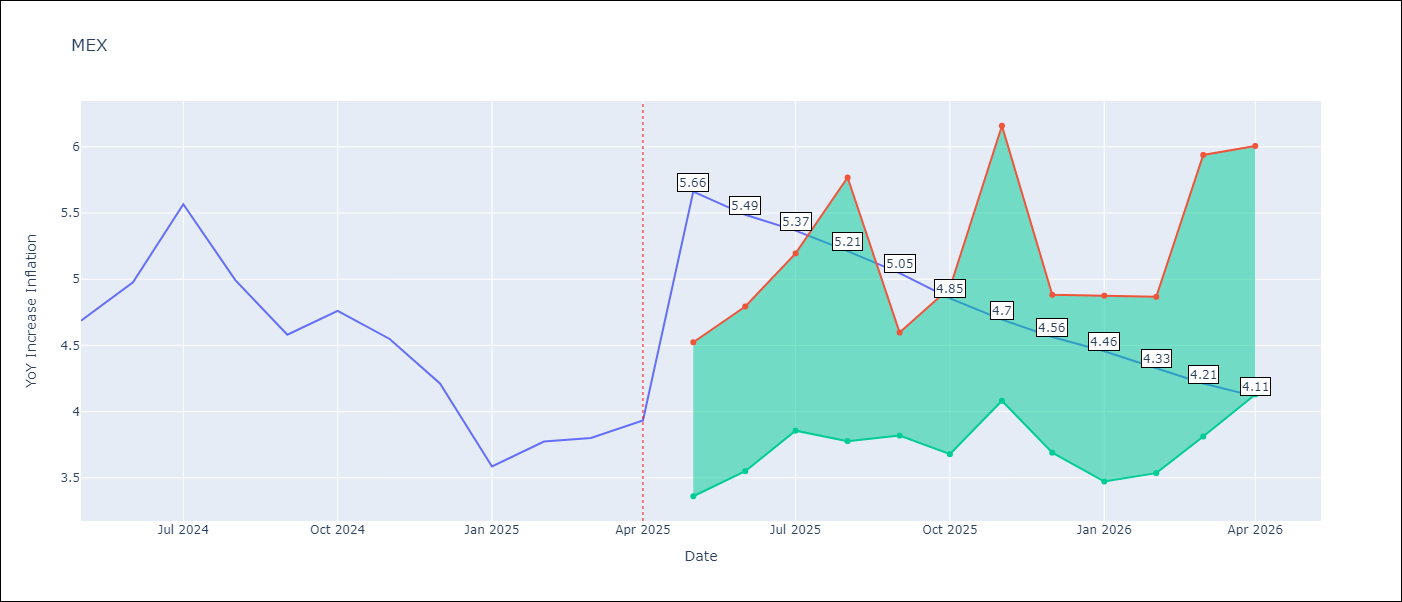 MEX
YoY Increase Inflation
6
5.5
5
4.5
4
3.5
5.66
5.49
5.37
5.21
5.05
4.85
4.7
4.56
4.46
4.33
4.21
4.11
Jul 2024
Oct 2024
Jan 2025
Apr 2025
Jul 2025
Oct 2025
Jan 2026
Apr 2026
Date